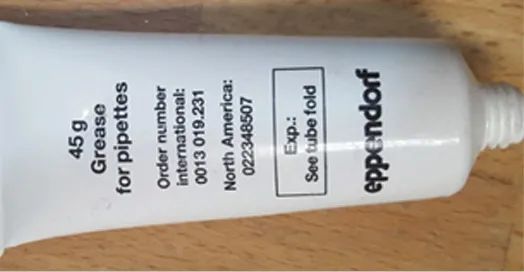 45 g
Grease
for pipettes
Order number
international:
0013 019.231
North America:
022348507
Exp.:
See tube fold
eppendorf